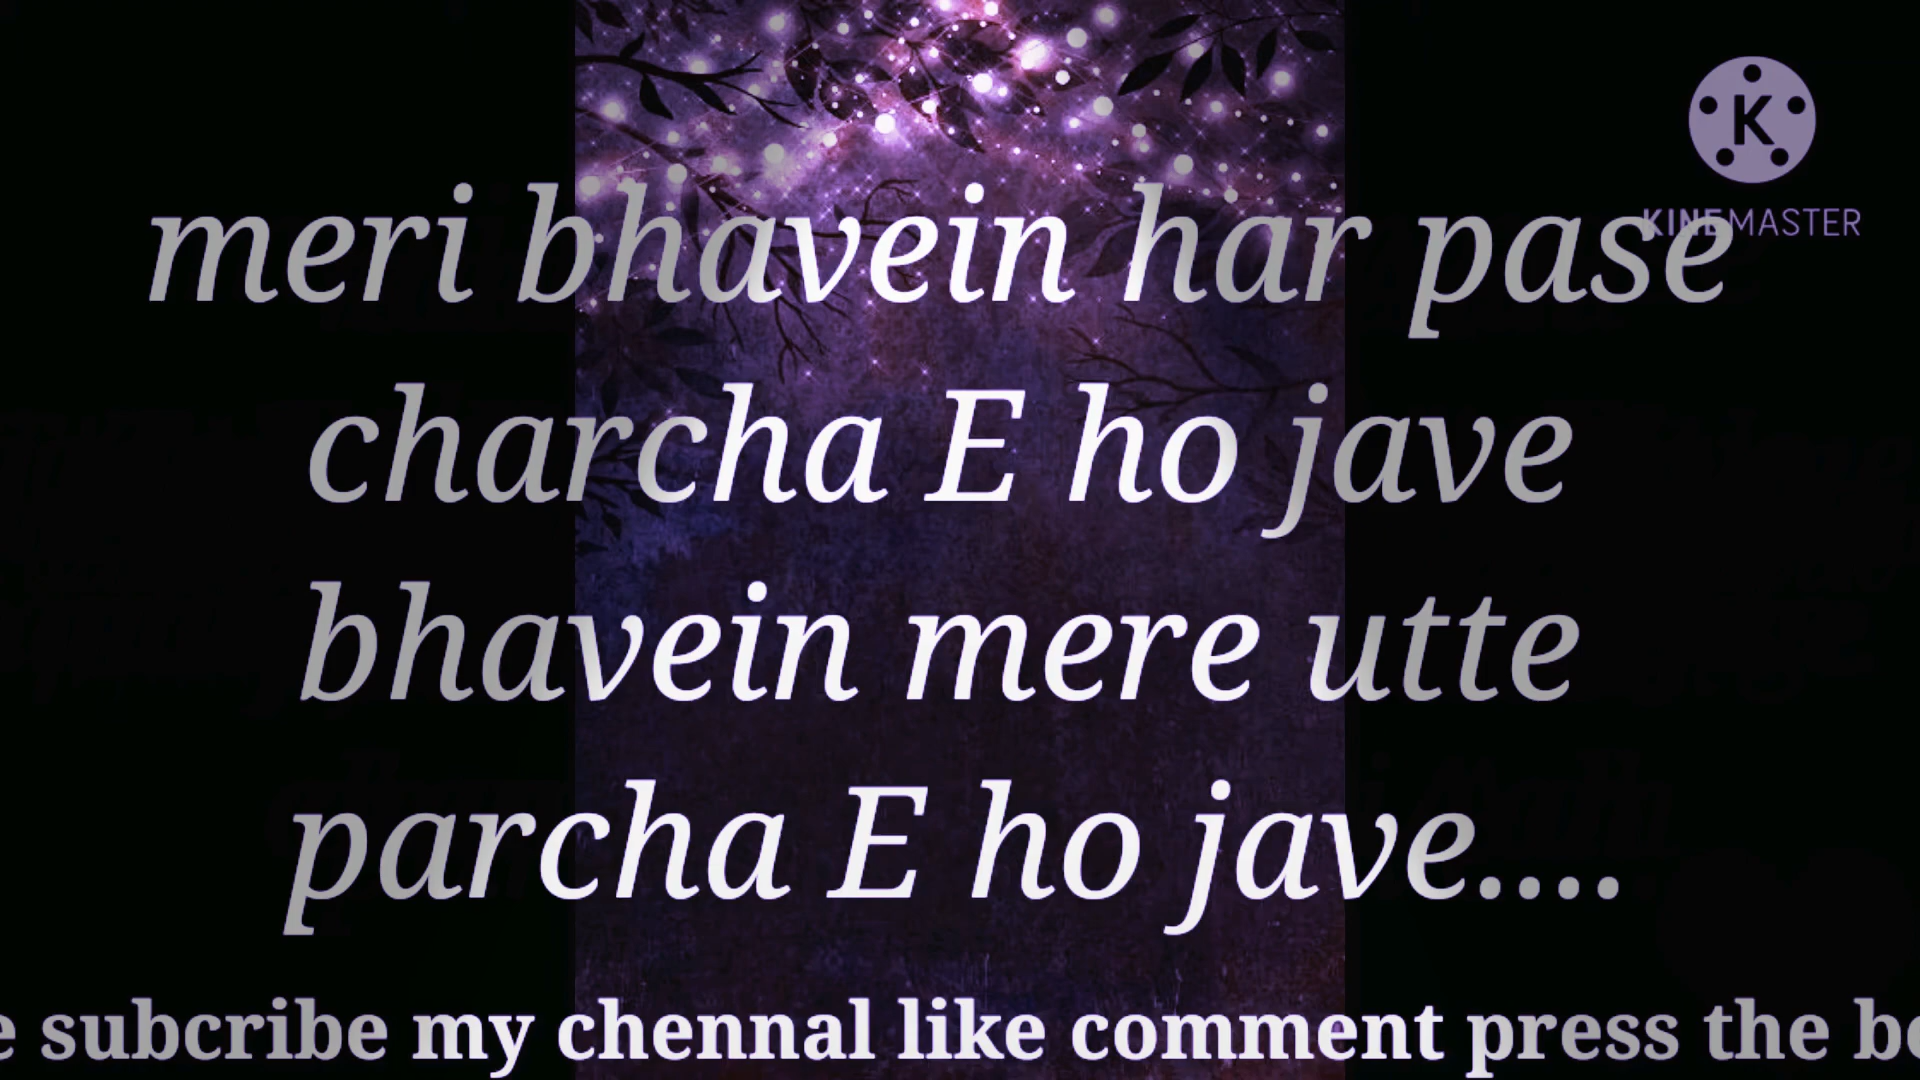 KINEMASTER
meri bhavein har pase
charcha E ho jave
bhavein mere utte
parcha E ho jave....
subcribe my chennal like comment press the